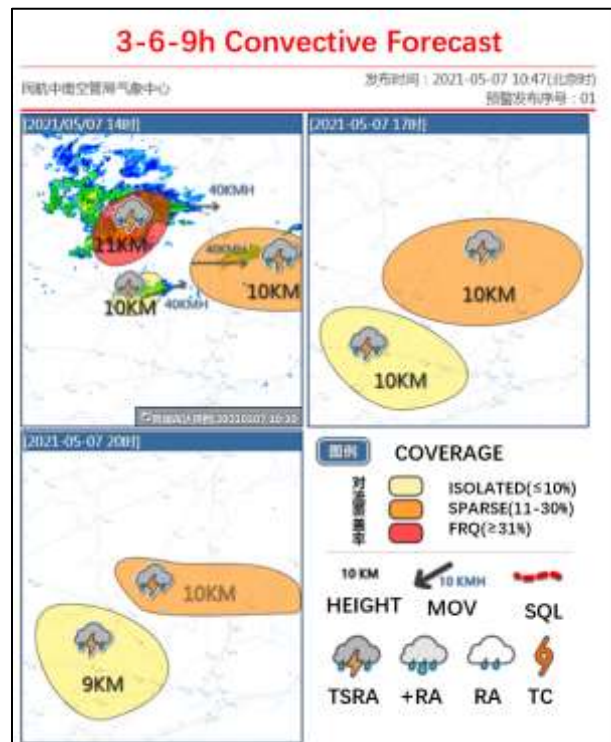 3-6-9h Convective Forecast
民航中南空管局气象中心
发布时间：2021-05-07 10:47(北京时)
预警发布序号：01
[2021/05/07 14时]
40KMH
11KM
40KMH
10KM
10KM
40KMH
[2021-05-07 17时]
10KM
10KM
[2021-05-07 20时]
10KM
9KM
图例
COVERAGE
对流覆盖率
ISOLATED(≤10%)
SPARSE(11-30%)
FRQ(≥31%)
10 KM
10 KMH
HEIGHT
MOV
SQL
TSRA
+RA
RA
TC